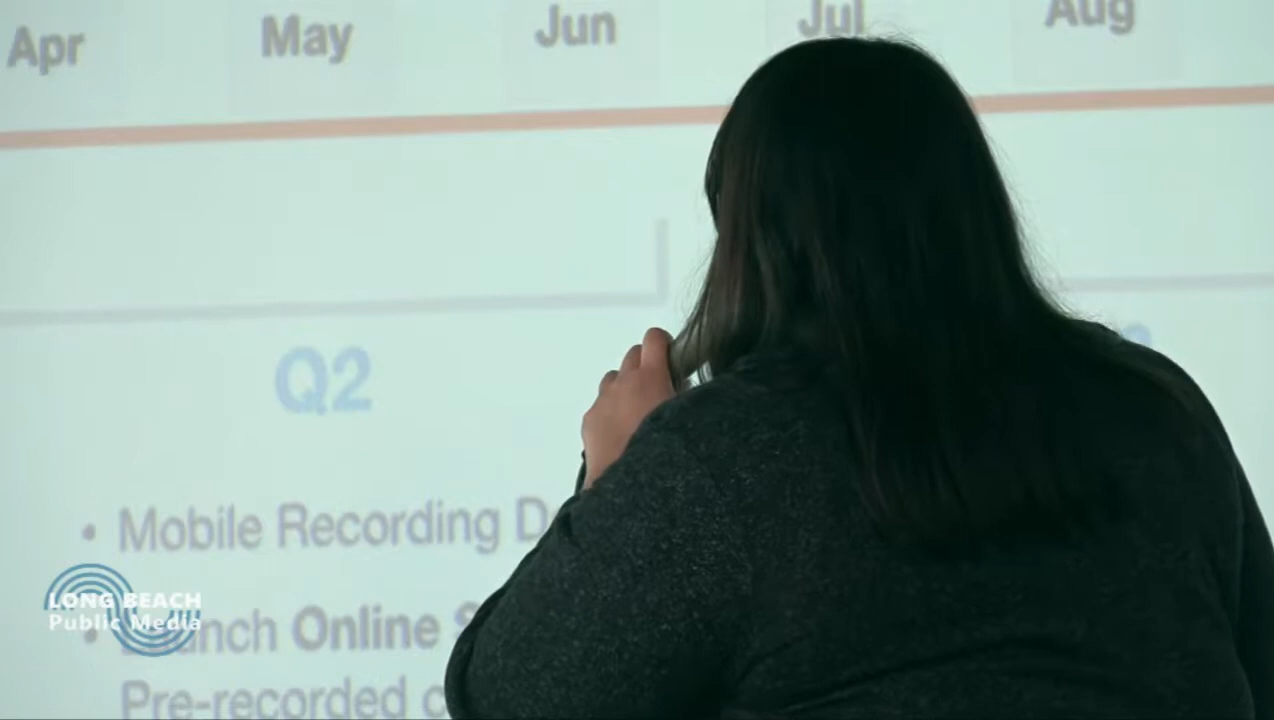 Apr May Jun Jul Aug
Q2
• Mobile Recording
LONG BEACH
Public Media
• Online
Pre-recorded